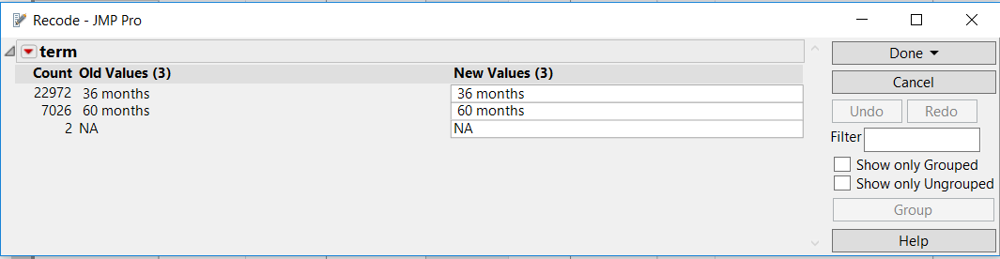 Recode - JMP Pro
term
Count Old Values (3) New Values (3)
22972 36 months 36 months
7026 60 months 60 months
2 NA NA
Done
Cancel
Undo Redo
Filter
Show only Grouped
Show only Ungrouped
Group
Help